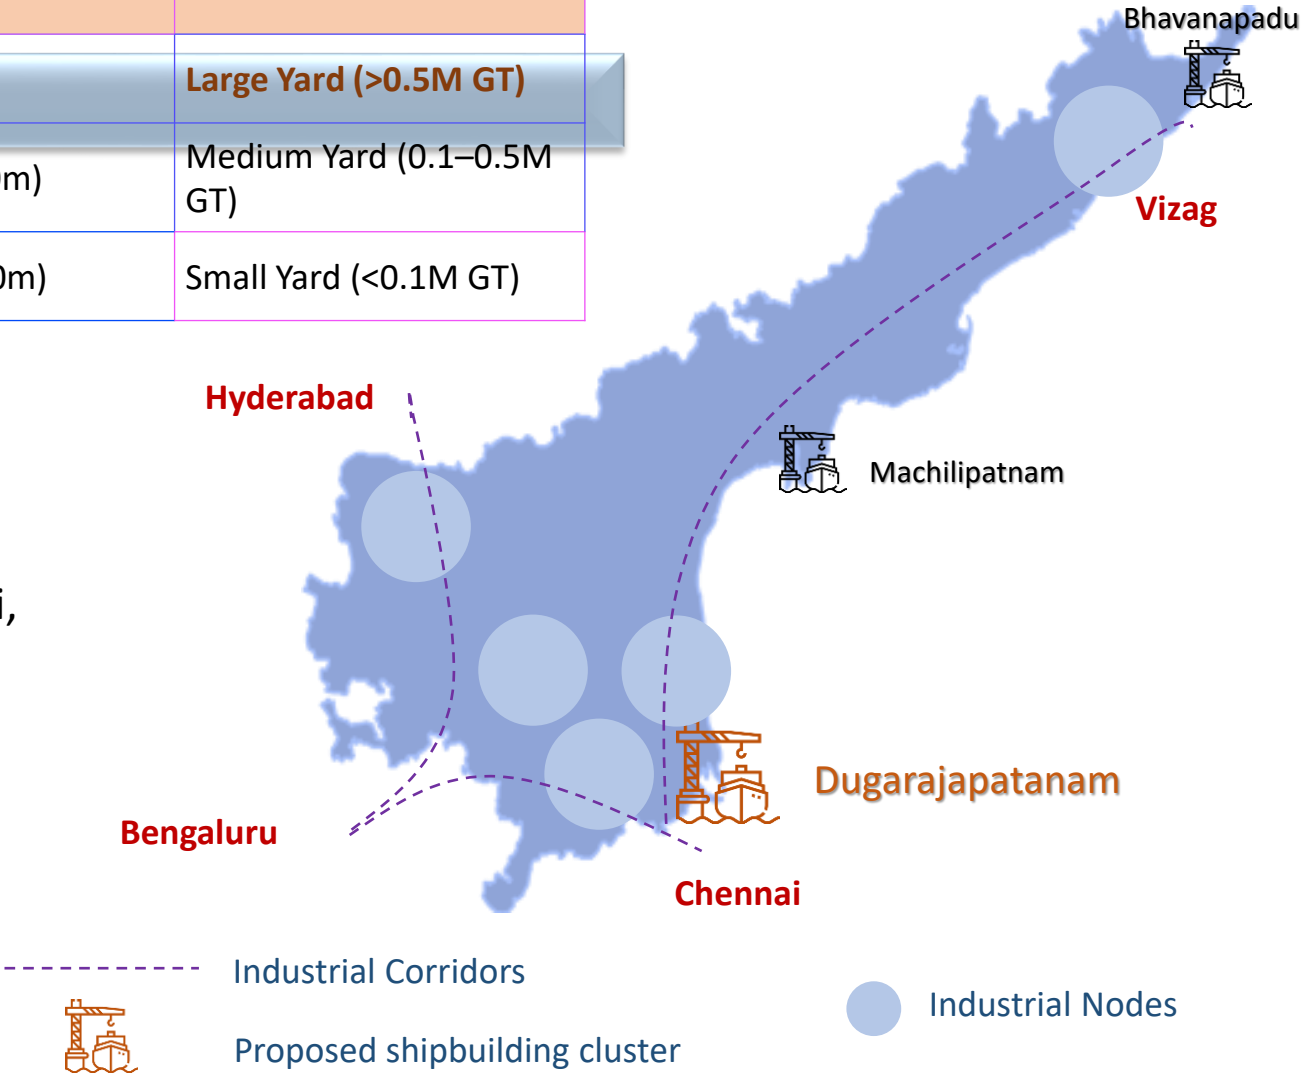 Bhavanapadu
Large Yard (>0.5M GT)
m)
Medium Yard (0.1–0.5M
GT)
0m)
Small Yard (<0.1M GT)
Vizag
Hyderabad
Machilipatnam
i,
Dugarajapatanam
Bengaluru
Chennai
Industrial Corridors
Industrial Nodes
Proposed shipbuilding cluster